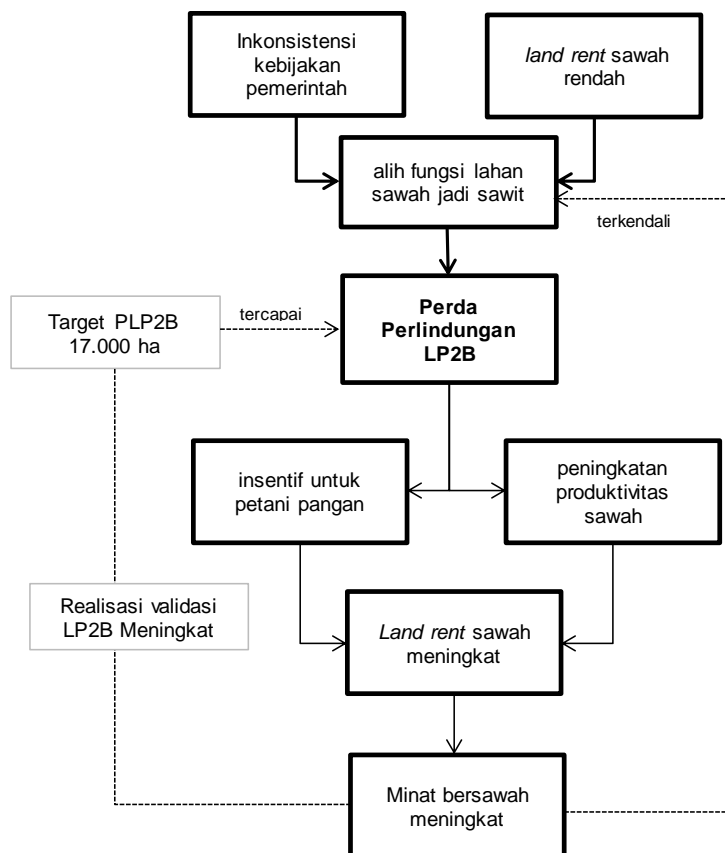 Inkonsistensi
kebijakan
pemerintah
land rent sawah
rendah
alih fungsi lahan
sawah jadi sawit
terkendali
Target PLP2B
17.000 ha
tercapai
Perda
Perlindungan
LP2B
insentif untuk
petani pangan
peningkatan
produktivitas
sawah
Realisasi validasi
LP2B Meningkat
Land rent sawah
meningkat
Minat bersawah
meningkat